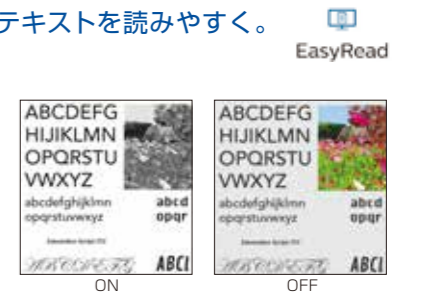 テキストを読みやすく。
EasyRead
ABCDEFG
HIJIKLMN
OPQRSTU
VWXYZ
abcdefghijklmn
opqrstuvwxyz
abcd
opqr
ABCI
ON
ABCDEFG
HIJIKLMN
OPQRSTU
VWXYZ
abcdefghijklmn
opqrstuvwxyz
abcd
opqr
ABCI
OFF